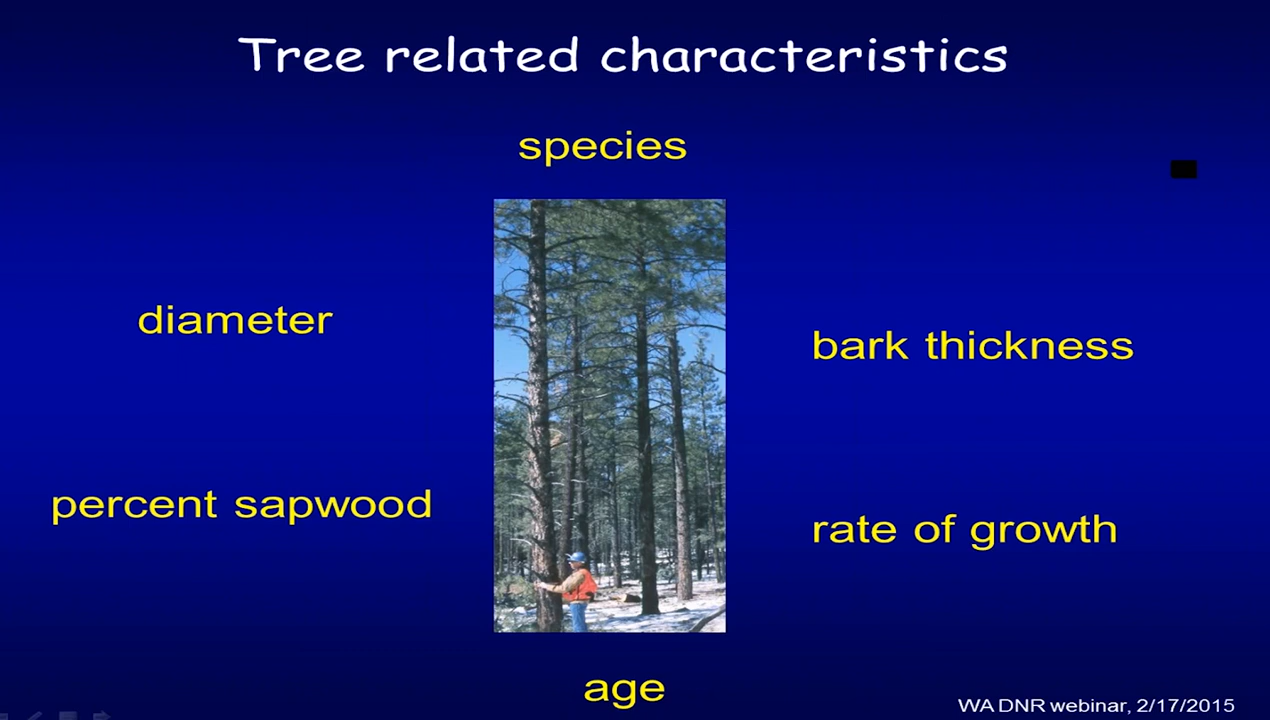 Tree related characteristics
species
diameter
bark thickness
percent sapwood
rate of growth
age
WA DNR webinar, 2/17/2015